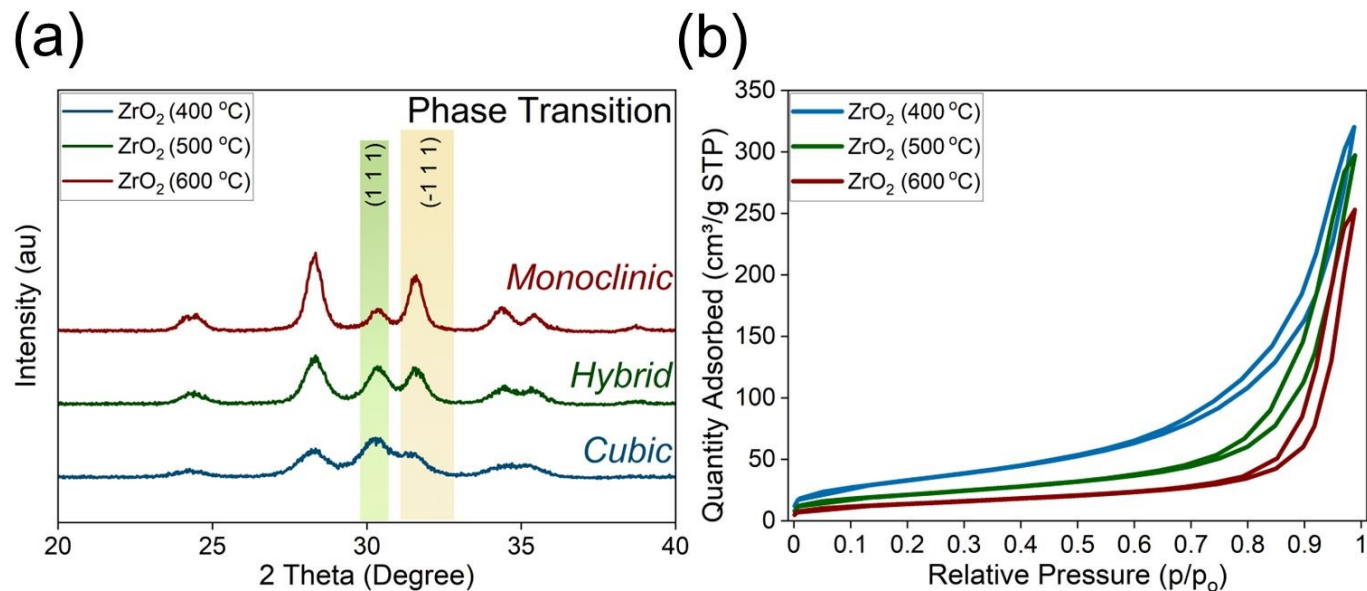 (a)
ZrO₂ (400 °C)
ZrO₂ (500 °C)
ZrO₂ (600 °C)
Phase Transition
(1 1 1)
(-1 1 1)
Monoclinic
Hybrid
Cubic
Intensity (au)
20 25 30 35 40
2 Theta (Degree)
(b)
ZrO₂ (400 °C)
ZrO₂ (500 °C)
ZrO₂ (600 °C)
350
300
250
200
150
100
50
0
Quantity Adsorbed (cm³/g STP)
0 0.1 0.2 0.3 0.4 0.5 0.6 0.7 0.8 0.9 1
Relative Pressure (p/pₒ)